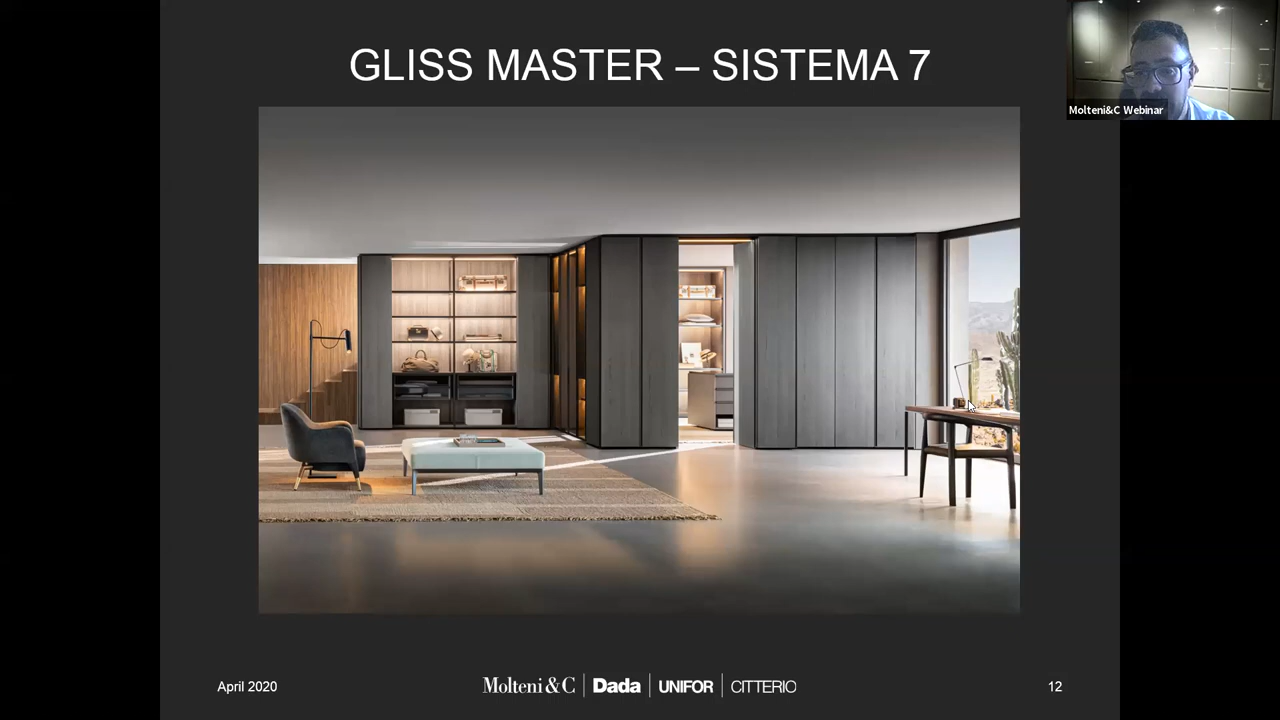 GLISS MASTER – SISTEMA 7
Molteni&C Webinar
April 2020
Molteni&C | Dada | UNIFOR | CITTERIO
12